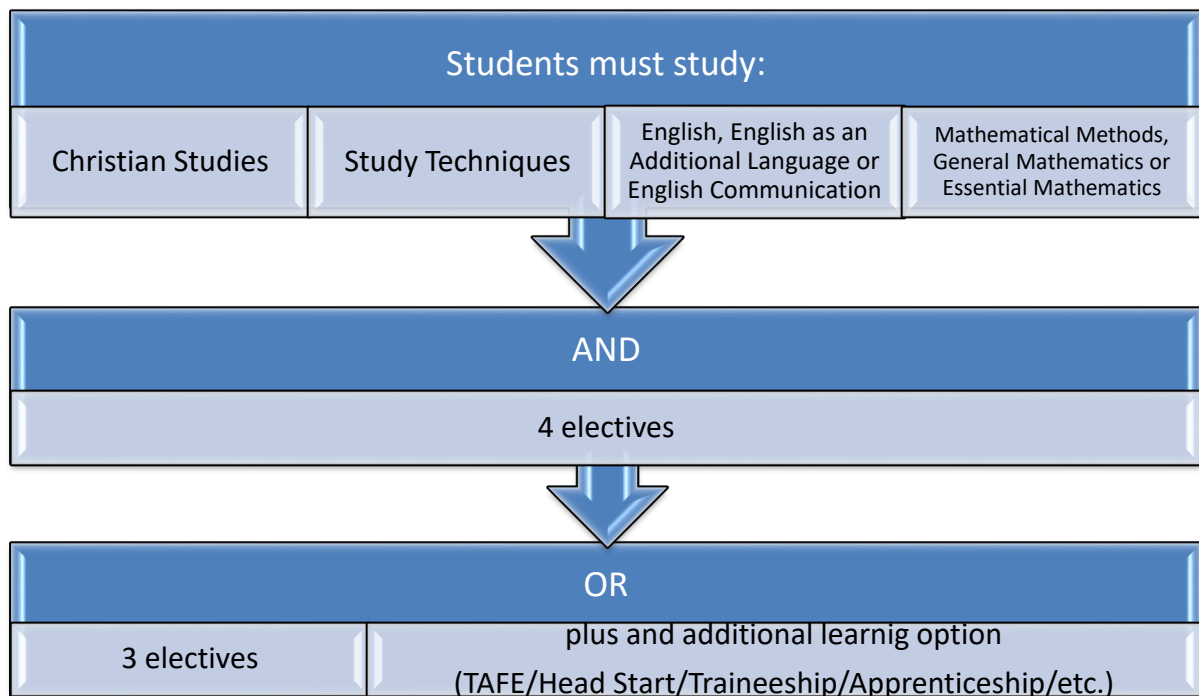 Students must study:
Christian Studies
Study Techniques
English, English as an
Additional Language or
English Communication
Mathematical Methods,
General Mathematics or
Essential Mathematics
AND
4 electives
OR
3 electives
plus and additional learnig option
(TAFE/Head Start/Traineeship/Apprenticeship/etc.)